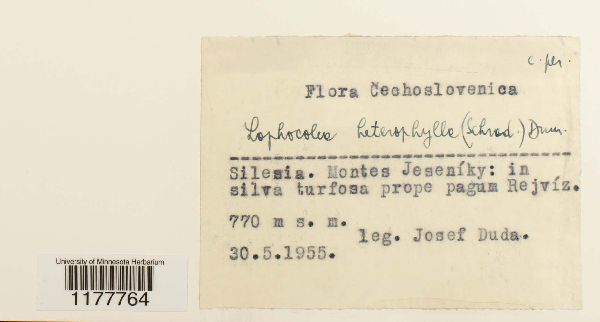 c. per.
Flora Čechoslovenica
Lophocolea heterophylla (Schrad.) Dum.
Silesia. Montes Jeseníky: in
silva turfosa prope pagum Rejvíz.
770 m s. m.
leg. Josef Duda.
30.5.1955.
University of Minnesota Herbarium
1177764